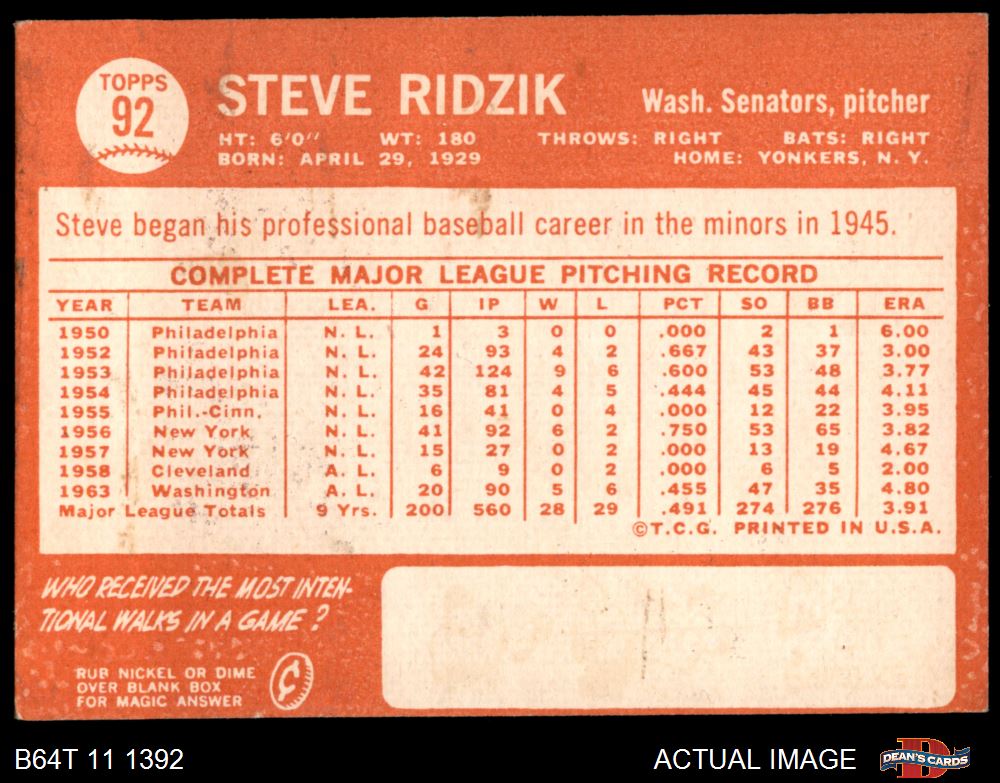 TOPPS
92
STEVE RIDZIK
Wash. Senators, pitcher
HT: 6'0'' WT: 180 THROWS: RIGHT BATS: RIGHT
BORN: APRIL 29, 1929 HOME: YONKERS, N. Y.
Steve began his professional baseball career in the minors in 1945.
COMPLETE MAJOR LEAGUE PITCHING RECORD
YEAR TEAM LEA. G IP W L PCT SO BB ERA
1950 Philadelphia N. L. 1 3 0 0 .000 2 1 6.00
1952 Philadelphia N. L. 24 93 4 2 .667 43 37 3.00
1953 Philadelphia N. L. 42 124 9 6 .600 53 48 3.77
1954 Philadelphia N. L. 35 81 4 5 .444 45 44 4.11
1955 Phil.-Cinn. N. L. 16 41 0 4 .000 12 22 3.95
1956 New York N. L. 41 92 6 2 .750 53 65 3.82
1957 New York N. L. 15 27 0 2 .000 13 19 4.67
1958 Cleveland A. L. 6 9 0 2 .000 6 5 2.00
1963 Washington A. L. 20 90 5 6 .455 47 35 4.80
Major League Totals 9 Yrs. 200 560 28 29 .491 274 276 3.91
©T.C.G. PRINTED IN U.S.A.
WHO RECEIVED THE MOST INTEN-
TIONAL WALKS IN A GAME ?
RUB NICKEL OR DIME
OVER BLANK BOX
FOR MAGIC ANSWER
¢
B64T 11 1392 ACTUAL IMAGE
DEAN'S CARDS